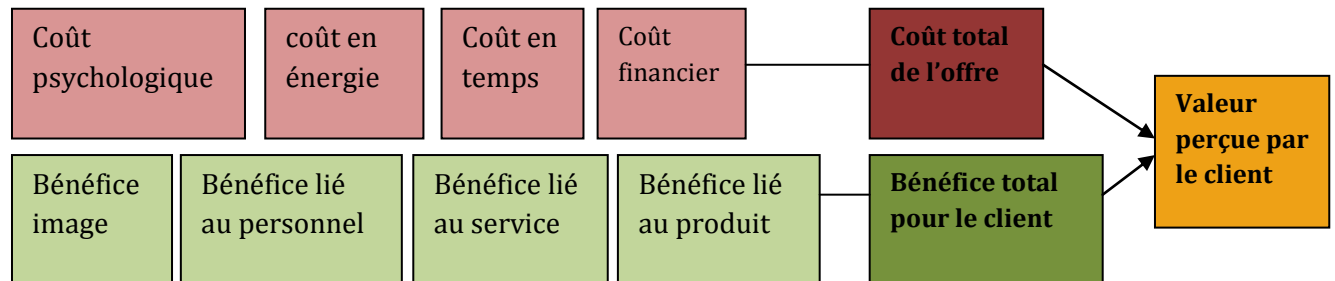 Coût
psychologique
coût en
énergie
Coût en
temps
Coût
financier
Coût total
de l’offre
Valeur
perçue par
le client
Bénéfice
image
Bénéfice lié
au personnel
Bénéfice lié
au service
Bénéfice lié
au produit
Bénéfice total
pour le client